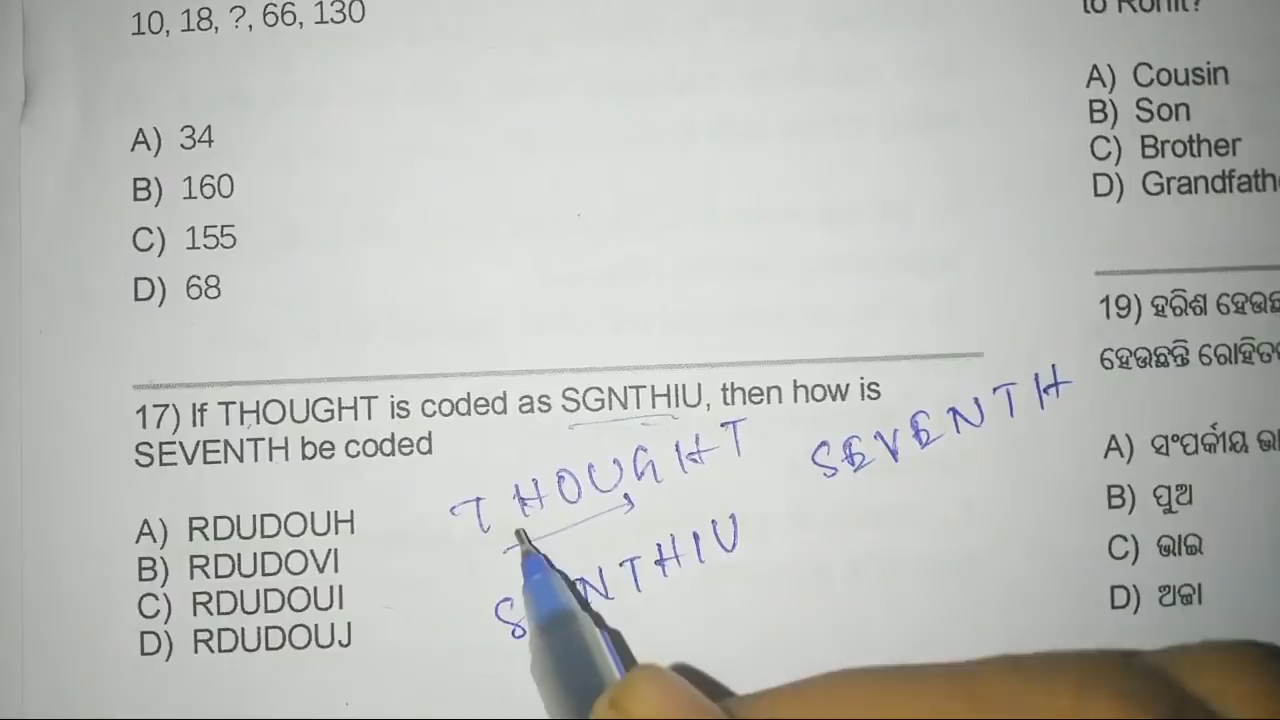 10, 18, ?, 66, 130
A) 34
B) 160
C) 155
D) 68
17) If THOUGHT is coded as SGNTHIU, then how is
SEVENTH be coded
A) RDUDOUH
B) RDUDOVI
C) RDUDOUI
D) RDUDOUJ
THOUGHT
S NTHIU
SEVENTH
to Rohit?
A) Cousin
B) Son
C) Brother
D) Grandfath
19) ହରିଶ ହେଉଛ
ହେଉଛନ୍ତି ରୋହିତ
A) ସଂପର୍କୀୟ ଭା
B) ପୁଅ
C) ଭାଇ
D) ଅଜା